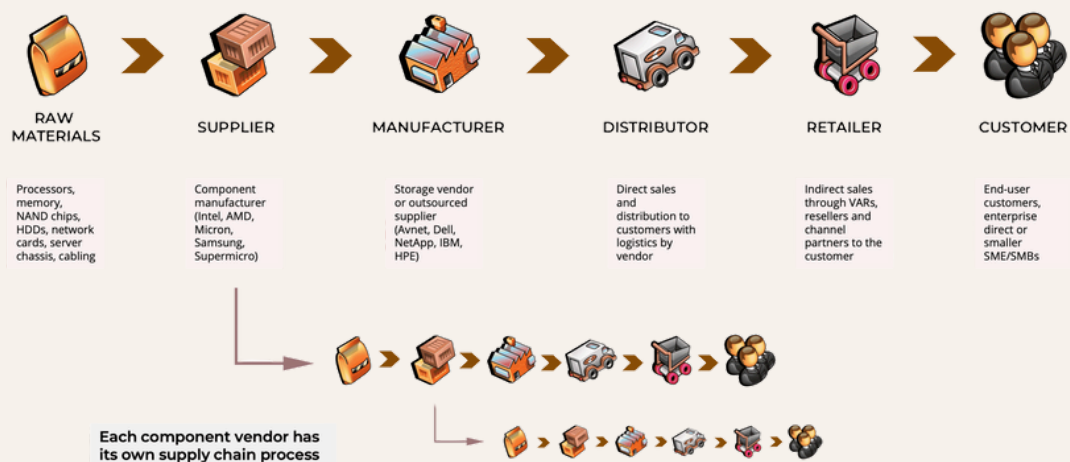 RAW
MATERIALS
SUPPLIER
MANUFACTURER
DISTRIBUTOR
RETAILER
CUSTOMER
Processors,
memory,
NAND chips,
HDDs, network
cards, server
chassis, cabling
Component
manufacturer
(Intel, AMD,
Micron,
Samsung,
Supermicro)
Storage vendor
or outsourced
supplier
(Avnet, Dell,
NetApp, IBM,
HPE)
Direct sales
and
distribution to
customers with
logistics by
vendor
Indirect sales
through VARs,
resellers and
channel
partners to the
customer
End-user
customers,
enterprise
direct or
smaller
SME/SMBs
Each component vendor has
its own supply chain process